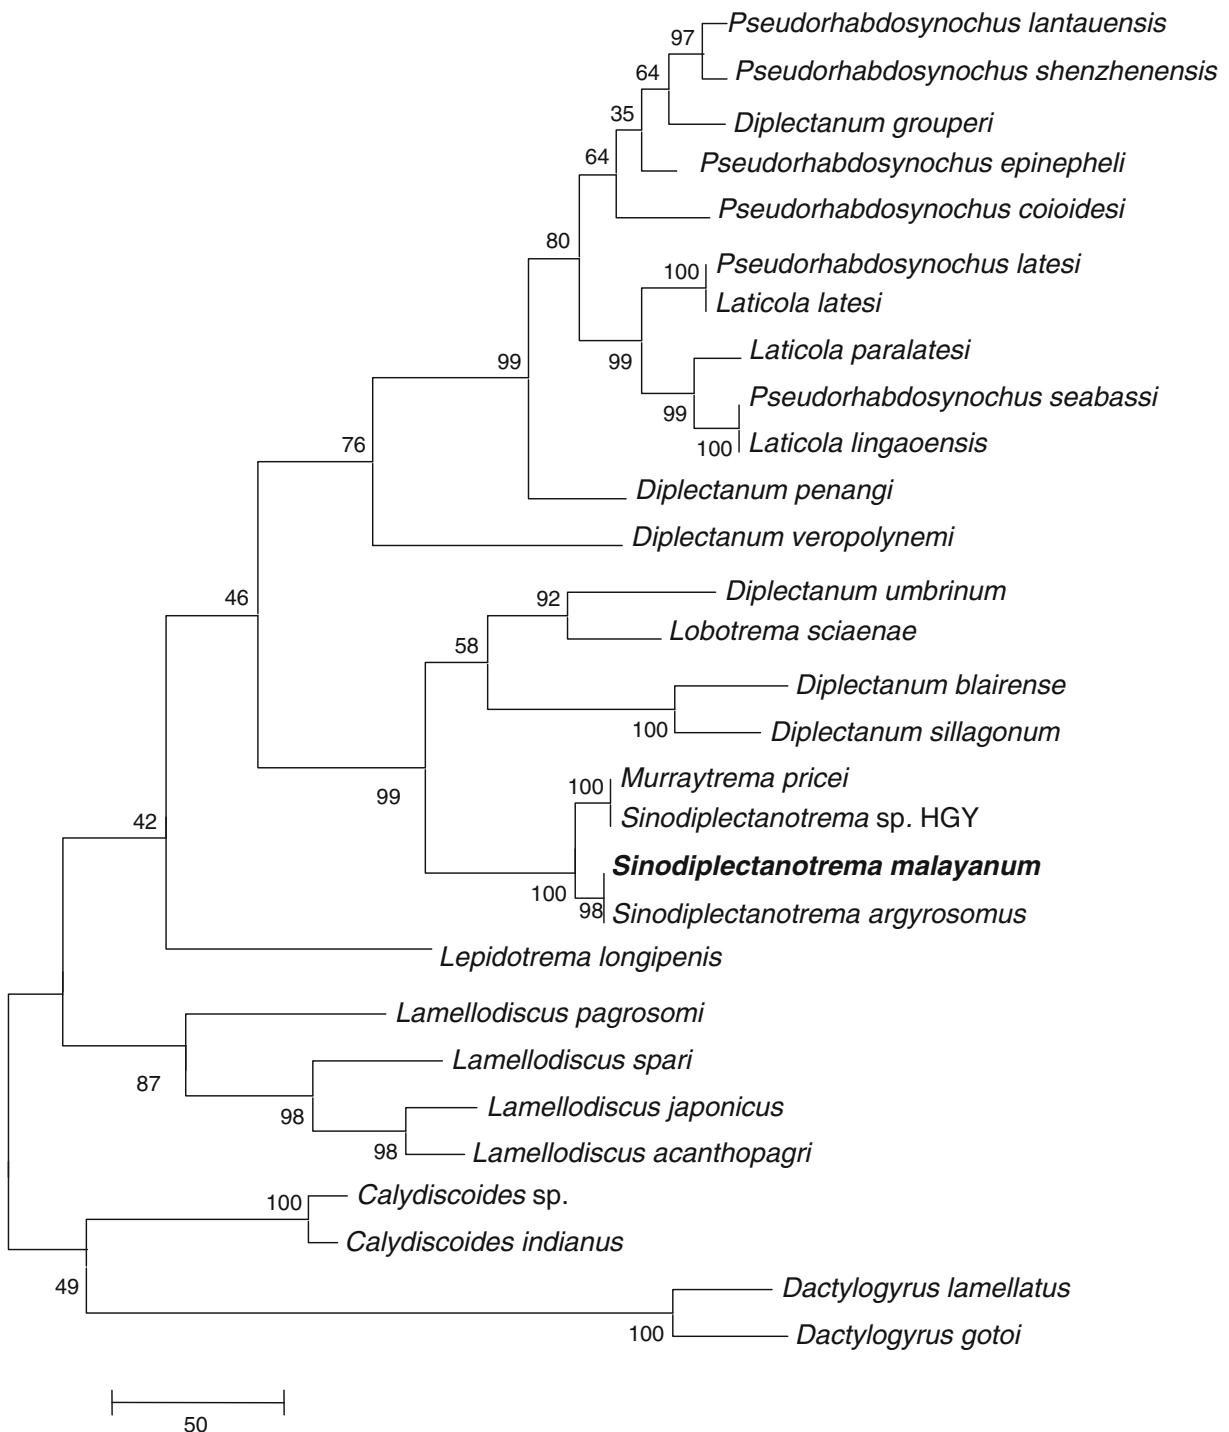 Pseudorhabdosynochus lantauensis
97
Pseudorhabdosynochus shenzhenensis
64
Diplectanum grouperi
35
Pseudorhabdosynochus epinepheli
64
Pseudorhabdosynochus coioidesi
80
Pseudorhabdosynochus latesi
100
Laticola latesi
99
Laticola paralatesi
99
Pseudorhabdosynochus seabassi
99
100
Laticola lingaoensis
76
Diplectanum penangi
Diplectanum veropolynemi
46
92
Diplectanum umbrinum
Lobotrema sciaenae
58
Diplectanum blairense
100
Diplectanum sillagonum
Murraytrema pricei
100
99
Sinodiplectanotrema sp. HGY
42
Sinodiplectanotrema malayanum
100
98
Sinodiplectanotrema argyrosomus
Lepidotrema longipenis
Lamellodiscus pagrosomi
Lamellodiscus spari
87
Lamellodiscus japonicus
98
98
Lamellodiscus acanthopagri
100
Calydiscoides sp.
Calydiscoides indianus
49
Dactylogyrus lamellatus
100
Dactylogyrus gotoi
50